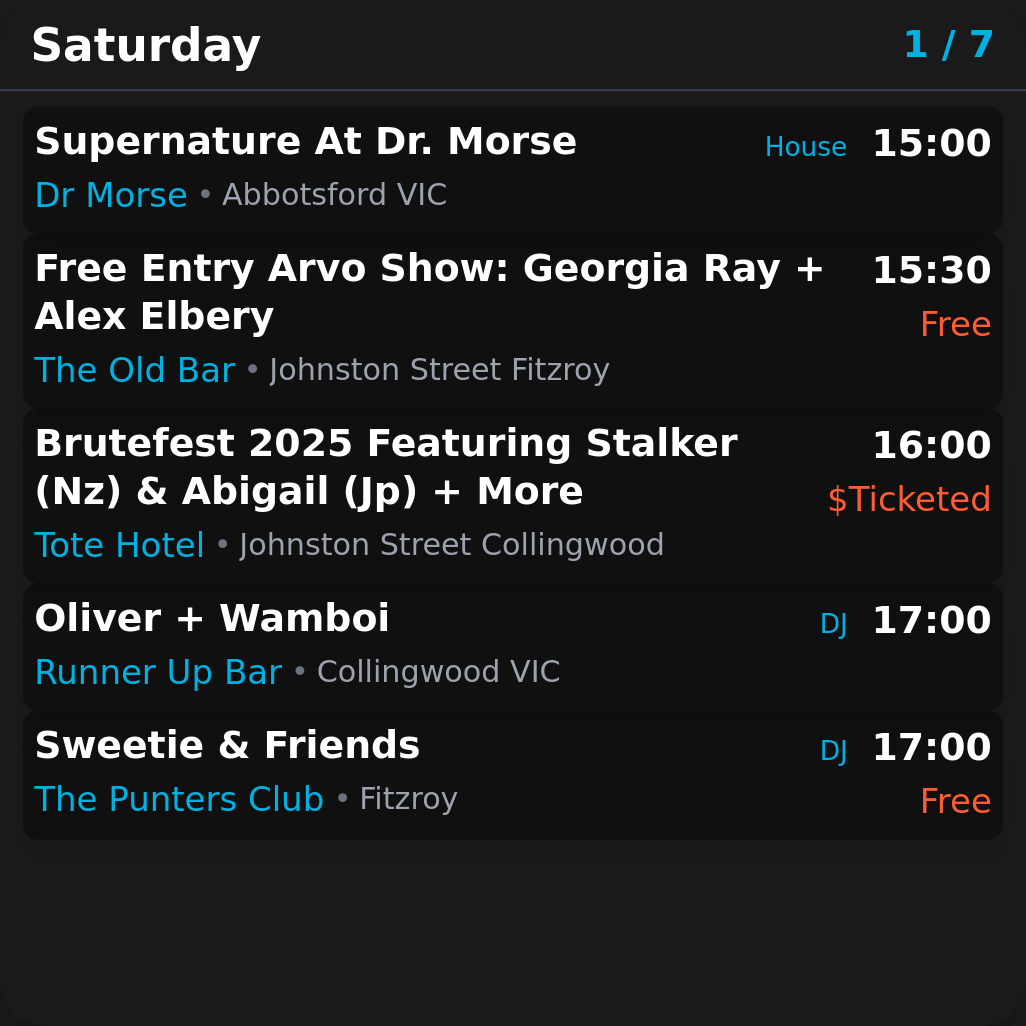 Saturday 1 / 7
Supernature At Dr. Morse House 15:00
Dr Morse • Abbotsford VIC
Free Entry Arvo Show: Georgia Ray + 15:30
Alex Elbery Free
The Old Bar • Johnston Street Fitzroy
Brutefest 2025 Featuring Stalker 16:00
(Nz) & Abigail (Jp) + More $Ticketed
Tote Hotel • Johnston Street Collingwood
Oliver + Wamboi DJ 17:00
Runner Up Bar • Collingwood VIC
Sweetie & Friends DJ 17:00
The Punters Club • Fitzroy Free